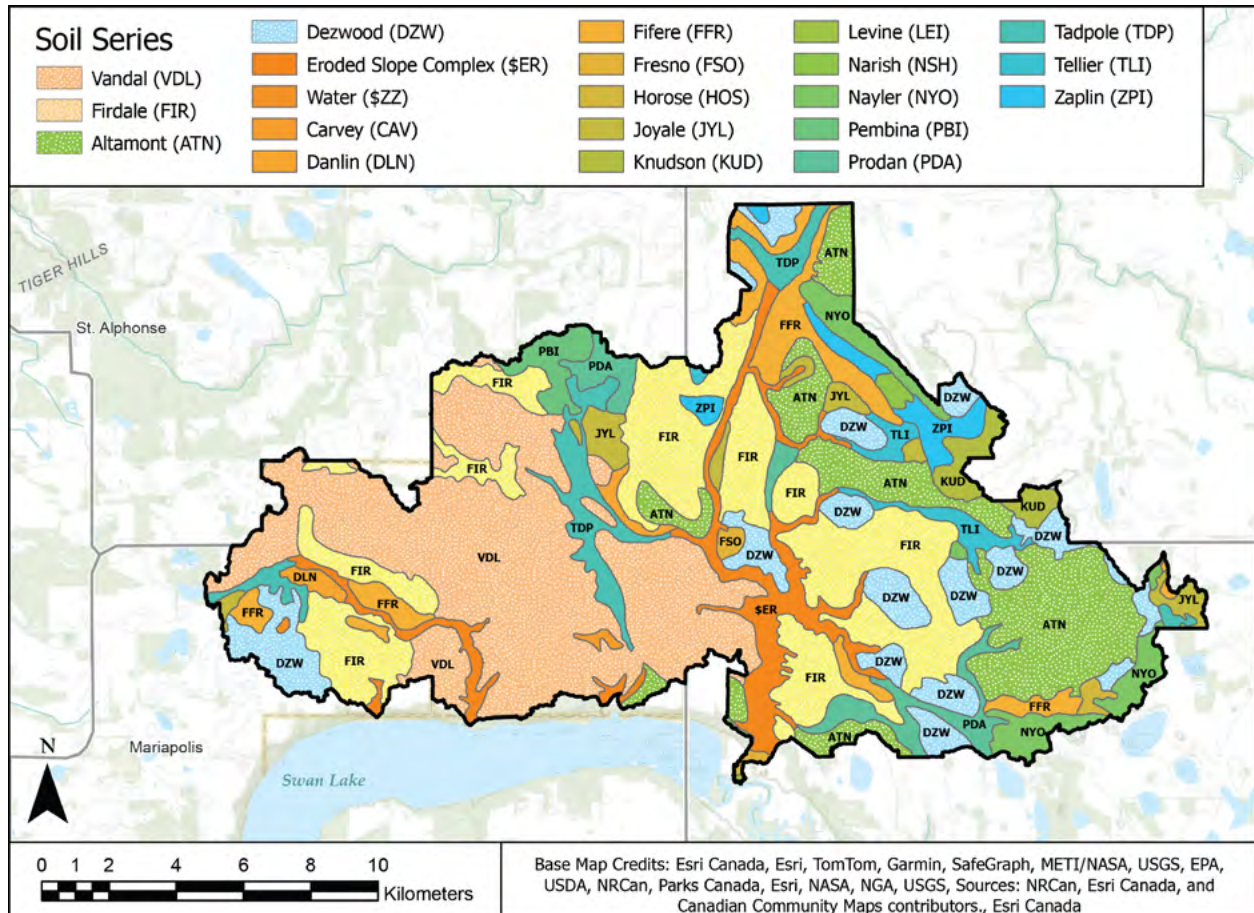 Soil Series
Vandal (VDL)
Firdale (FIR)
Altamont (ATN)
Dezwood (DZW)
Eroded Slope Complex ($ER)
Water ($ZZ)
Carvey (CAV)
Danlin (DLN)
Fifere (FFR)
Fresno (FSO)
Horose (HOS)
Joyale (JYL)
Knudson (KUD)
Levine (LEI)
Narish (NSH)
Nayler (NYO)
Pembina (PBI)
Prodan (PDA)
Tadpole (TDP)
Tellier (TLI)
Zaplin (ZPI)
TIGER HILLS
St. Alphonse
ATN
TDP
NYO
FFR
PBI
PDA
FIR
ATN
JYL
DZW
ZPI
DZW
TLI
ZPI
JYL
FIR
FIR
FIR
FIR
ATN
KUD
KUD
ATN
DZW
TDP
VDL
FSO
DZW
FIR
TLI
DZW
DZW
DLN
FIR
FFR
FFR
DZW
DZW
$ER
ATN
JYL
DZW
FIR
VDL
FIR
DZW
DZW
NYO
FFR
PDA
NYO
DZW
ATN
N
Mariapolis
Swan Lake
0 1 2 4 6 8 10
Kilometers
Base Map Credits: Esri Canada, Esri, TomTom, Garmin, SafeGraph, METI/NASA, USGS, EPA,
USDA, NRCan, Parks Canada, Esri, NASA, NGA, USGS, Sources: NRCan, Esri Canada, and
Canadian Community Maps contributors., Esri Canada